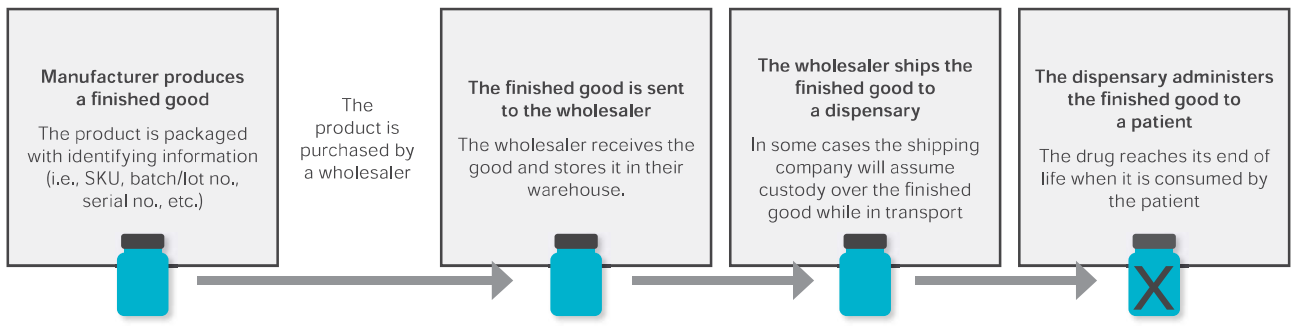 Manufacturer produces
a finished good
The product is packaged
with identifying information
(i.e., SKU, batch/lot no.,
serial no., etc.)
The
product is
purchased by
a wholesaler
The finished good is sent
to the wholesaler
The wholesaler receives the
good and stores it in their
warehouse.
The wholesaler ships the
finished good to
a dispensary
In some cases the shipping
company will assume
custody over the finished
good while in transport
The dispensary administers
the finished good to
a patient
The drug reaches its end of
life when it is consumed by
the patient
X